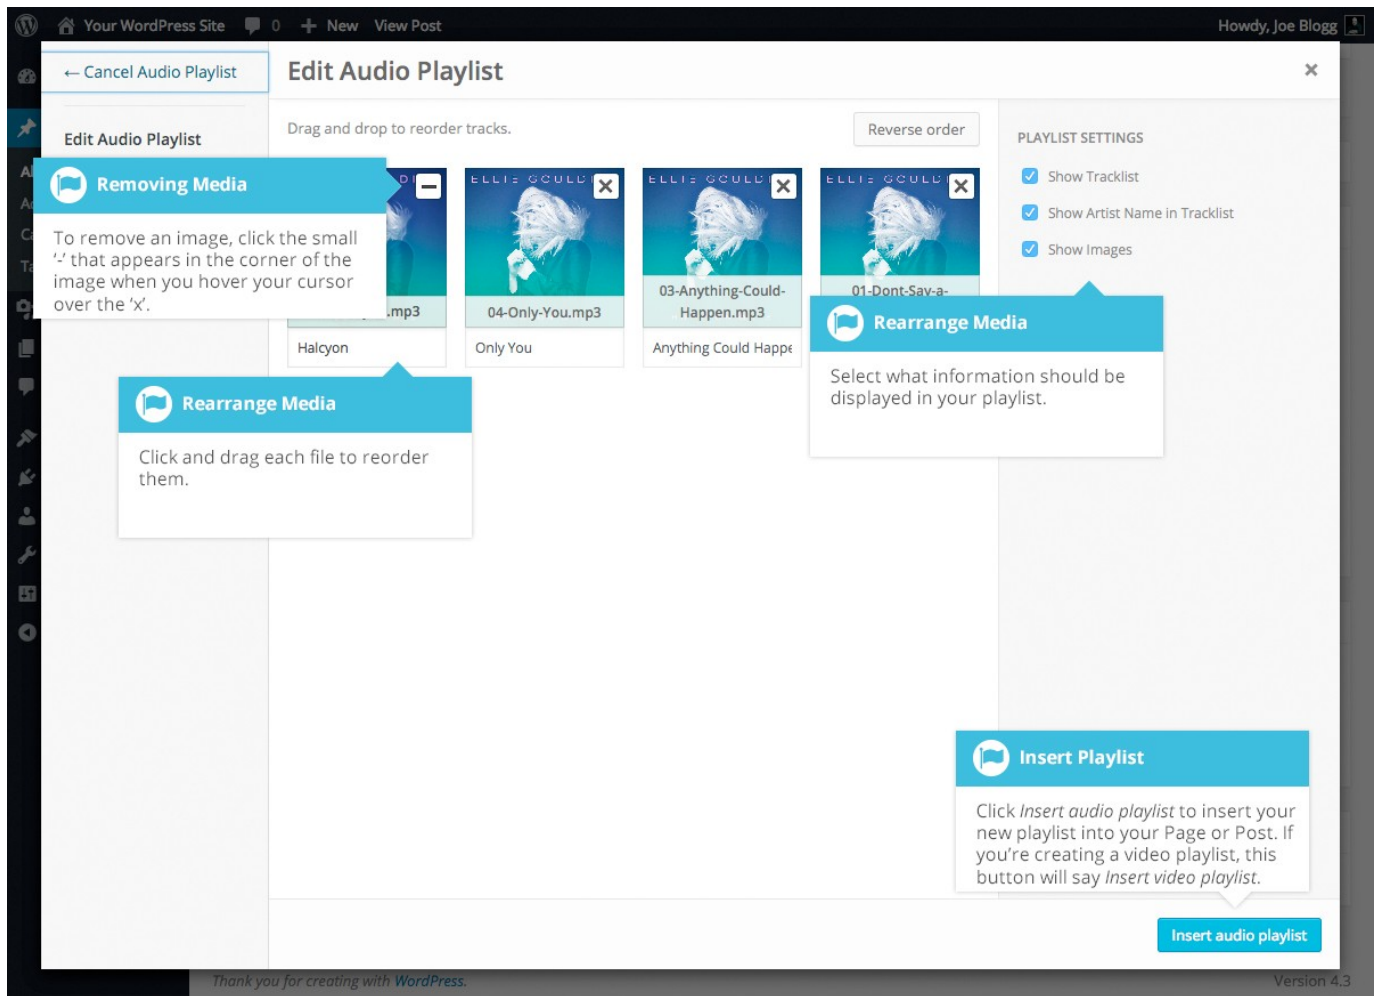 Your WordPress Site 0 New View Post Howdy, Joe Blogg
← Cancel Audio Playlist
Edit Audio Playlist
Edit Audio Playlist
Drag and drop to reorder tracks.
Reverse order
PLAYLIST SETTINGS
Show Tracklist
Show Artist Name in Tracklist
Show Images
Removing Media
To remove an image, click the small
‘-’ that appears in the corner of the
image when you hover your cursor
over the ‘x’.
ELLIE GOULD
ELLIE GOULD
ELLIE GOULD
.mp3
04-Only-You.mp3
03-Anything-Could-
Happen.mp3
01-Dont-Say-a-
Halcyon
Only You
Anything Could Happe
Rearrange Media
Click and drag each file to reorder
them.
Rearrange Media
Select what information should be
displayed in your playlist.
Insert Playlist
Click Insert audio playlist to insert your
new playlist into your Page or Post. If
you’re creating a video playlist, this
button will say Insert video playlist.
Insert audio playlist
Thank you for creating with WordPress.
Version 4.3